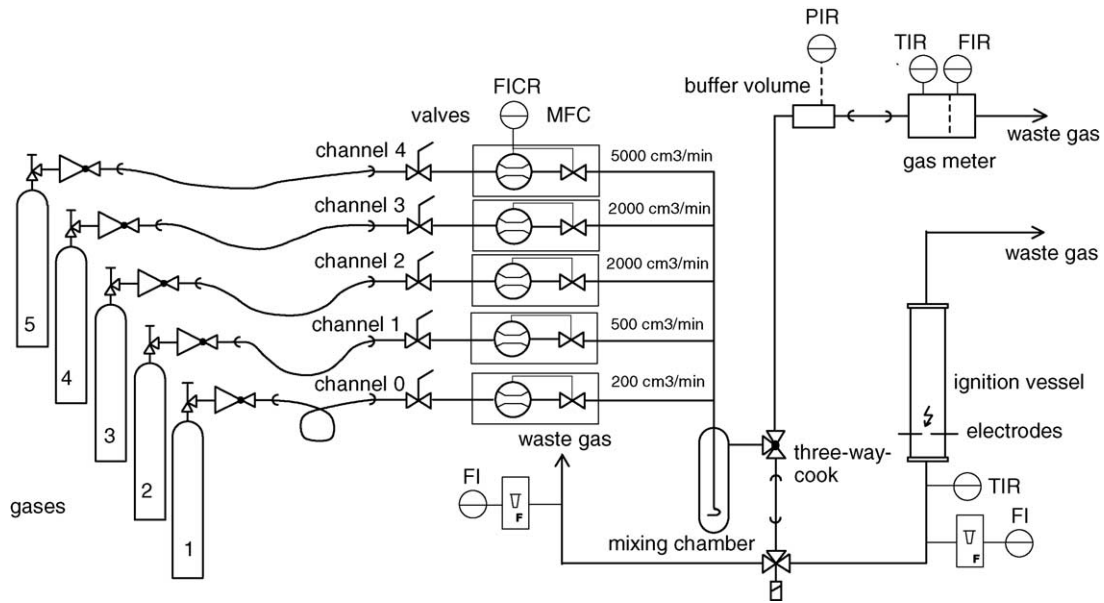 PIR
TIR
FIR
buffer volume
FICR
valves
MFC
waste gas
gas meter
channel 4
5000 cm3/min
channel 3
2000 cm3/min
waste gas
channel 2
2000 cm3/min
5
channel 1
500 cm3/min
4
channel 0
200 cm3/min
ignition vessel
3
waste gas
electrodes
three-way-
cook
FI
TIR
2
F
FI
gases
mixing chamber
F
1